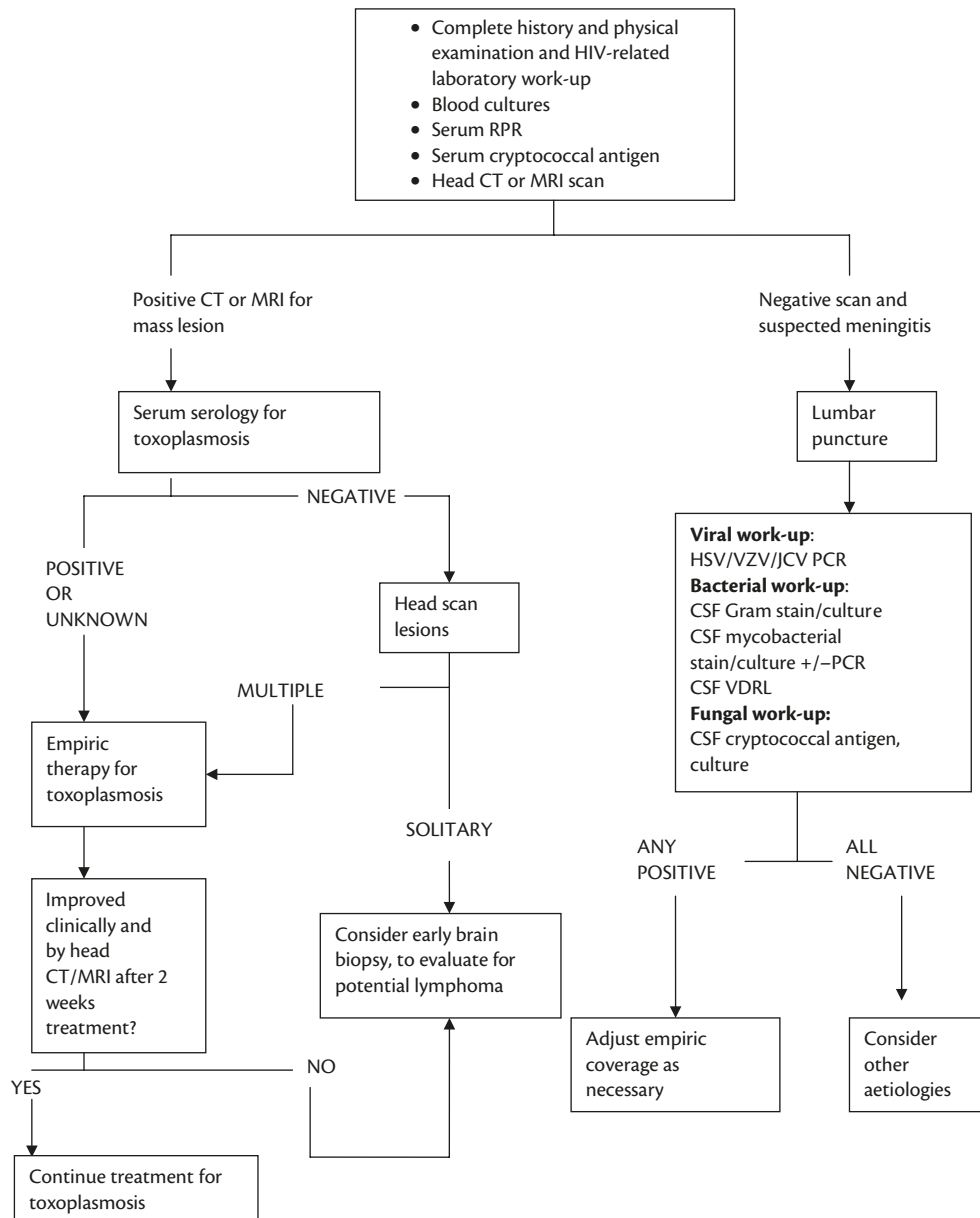 • Complete history and physical
examination and HIV-related
laboratory work-up
• Blood cultures
• Serum RPR
• Serum cryptococcal antigen
• Head CT or MRI scan
Positive CT or MRI for
mass lesion
Negative scan and
suspected meningitis
Serum serology for
toxoplasmosis
Lumbar
puncture
NEGATIVE
POSITIVE
OR
UNKNOWN
Head scan
lesions
Viral work-up:
HSV/VZV/JCV PCR
Bacterial work-up:
CSF Gram stain/culture
CSF mycobacterial
stain/culture +/−PCR
CSF VDRL
Fungal work-up:
CSF cryptococcal antigen,
culture
MULTIPLE
Empiric
therapy for
toxoplasmosis
SOLITARY
ANY
POSITIVE
ALL
NEGATIVE
Improved
clinically and
by head
CT/MRI after 2
weeks
treatment?
Consider early brain
biopsy, to evaluate for
potential lymphoma
Adjust empiric
coverage as
necessary
Consider
other
aetiologies
NO
YES
Continue treatment for
toxoplasmosis